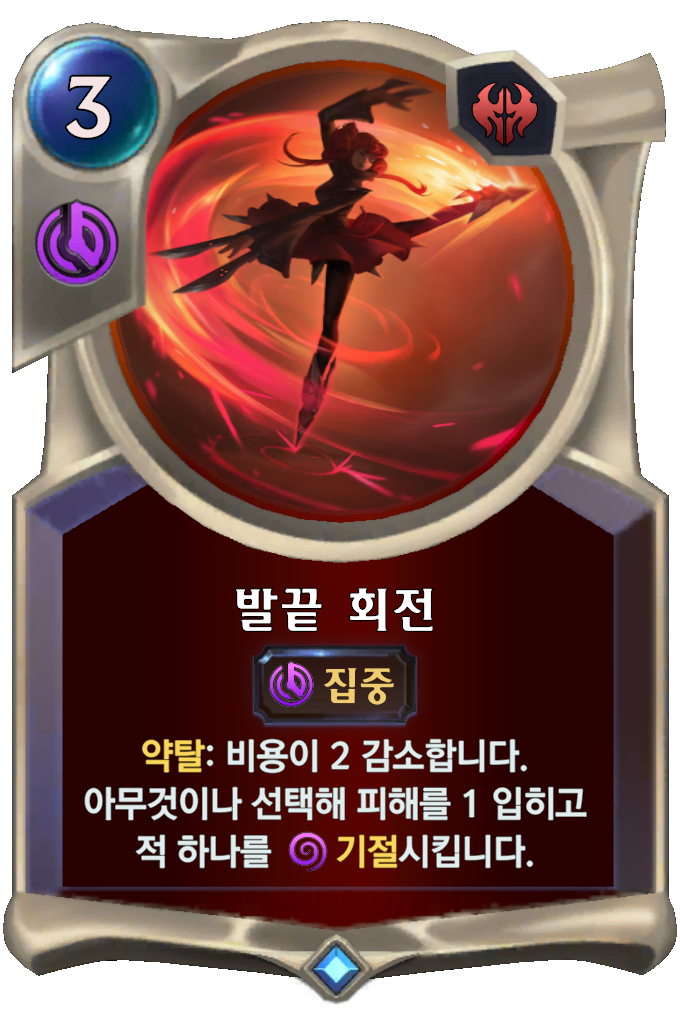 3
발끝 회전
집중
약탈: 비용이 2 감소합니다.
아무것이나 선택해 피해를 1 입히고
적 하나를 기절시킵니다.